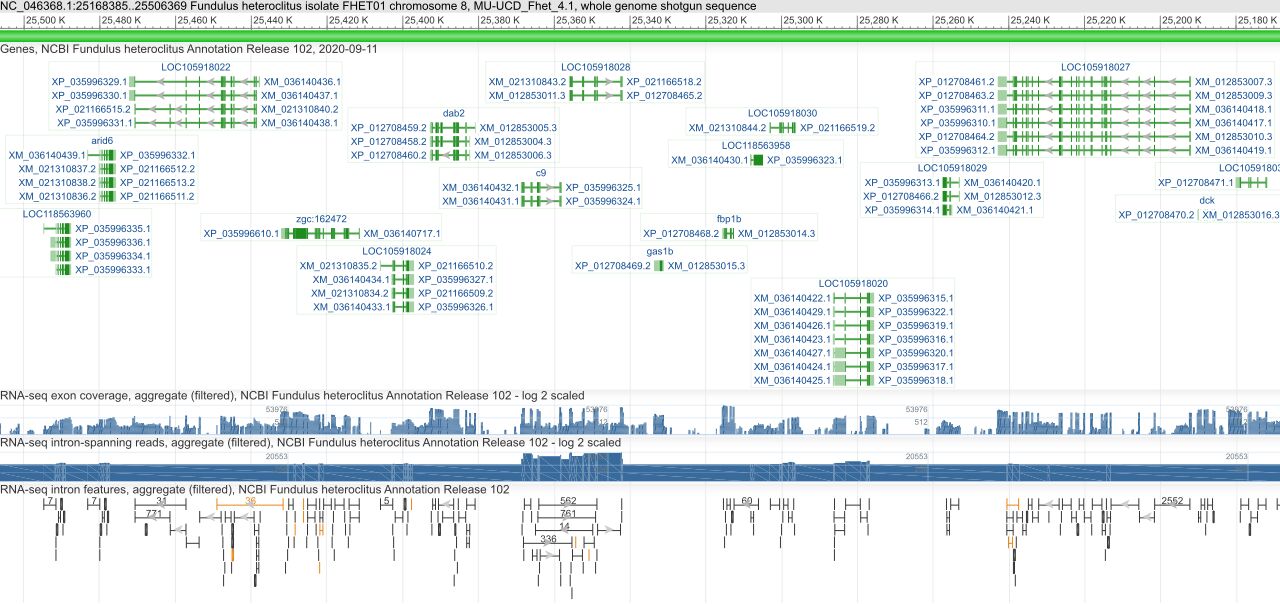 NC_046368.1:25168385..25506369 Fundulus heteroclitus isolate FHET01 chromosome 8, MU-UCD_Fhet_4.1, whole genome shotgun sequence
25,500 K 25,480 K 25,460 K 25,440 K 25,420 K 25,400 K 25,380 K 25,360 K 25,340 K 25,320 K 25,300 K 25,280 K 25,260 K 25,240 K 25,220 K 25,200 K 25,180 K
Genes, NCBI Fundulus heteroclitus Annotation Release 102, 2020-09-11
LOC105918022
XP_035996329.1 XM_036140436.1
XP_035996330.1 XM_036140437.1
XP_021166515.2 XM_021310840.2
XP_035996331.1 XM_036140438.1
LOC105918028
XM_021310843.2 XP_021166518.2
XM_012853011.3 XP_012708465.2
LOC105918027
XP_012708461.2 XM_012853007.3
XP_012708463.2 XM_012853009.3
XP_035996311.1 XM_036140418.1
XP_035996310.1 XM_036140417.1
XP_012708464.2 XM_012853010.3
XP_035996312.1 XM_036140419.1
dab2
XP_012708459.2 XM_012853005.3
XP_012708458.2 XM_012853004.3
XP_012708460.2 XM_012853006.3
LOC105918030
XM_021310844.2 XP_021166519.2
arid6
XM_036140439.1 XP_035996332.1
XM_021310837.2 XP_021166512.2
XM_021310838.2 XP_021166513.2
XM_021310836.2 XP_021166511.2
LOC118563958
XM_036140430.1 XP_035996323.1
c9
XM_036140432.1 XP_035996325.1
XM_036140431.1 XP_035996324.1
LOC105918029
XP_035996313.1 XM_036140420.1
XP_012708466.2 XM_012853012.3
XP_035996314.1 XM_036140421.1
LOC10591803
XP_012708471.1
dck
XP_012708470.2 XM_012853016.3
LOC118563960
XP_035996335.1
XP_035996336.1
XP_035996334.1
XP_035996333.1
zgc:162472
XP_035996610.1 XM_036140717.1
fbp1b
XP_012708468.2 XM_012853014.3
LOC105918024
XM_021310835.2 XP_021166510.2
XM_036140434.1 XP_035996327.1
XM_021310834.2 XP_021166509.2
XM_036140433.1 XP_035996326.1
gas1b
XP_012708469.2 XM_012853015.3
LOC105918020
XM_036140422.1 XP_035996315.1
XM_036140429.1 XP_035996322.1
XM_036140426.1 XP_035996319.1
XM_036140423.1 XP_035996316.1
XM_036140427.1 XP_035996320.1
XM_036140424.1 XP_035996317.1
XM_036140425.1 XP_035996318.1
RNA-seq exon coverage, aggregate (filtered), NCBI Fundulus heteroclitus Annotation Release 102 - log 2 scaled
53976 53976 53976 53976
512 512 512 512
RNA-seq intron-spanning reads, aggregate (filtered), NCBI Fundulus heteroclitus Annotation Release 102 - log 2 scaled
20553 20553 20553 20553
RNA-seq intron features, aggregate (filtered), NCBI Fundulus heteroclitus Annotation Release 102
7 7 31 36 5 562 60 2562
771 761
14
336